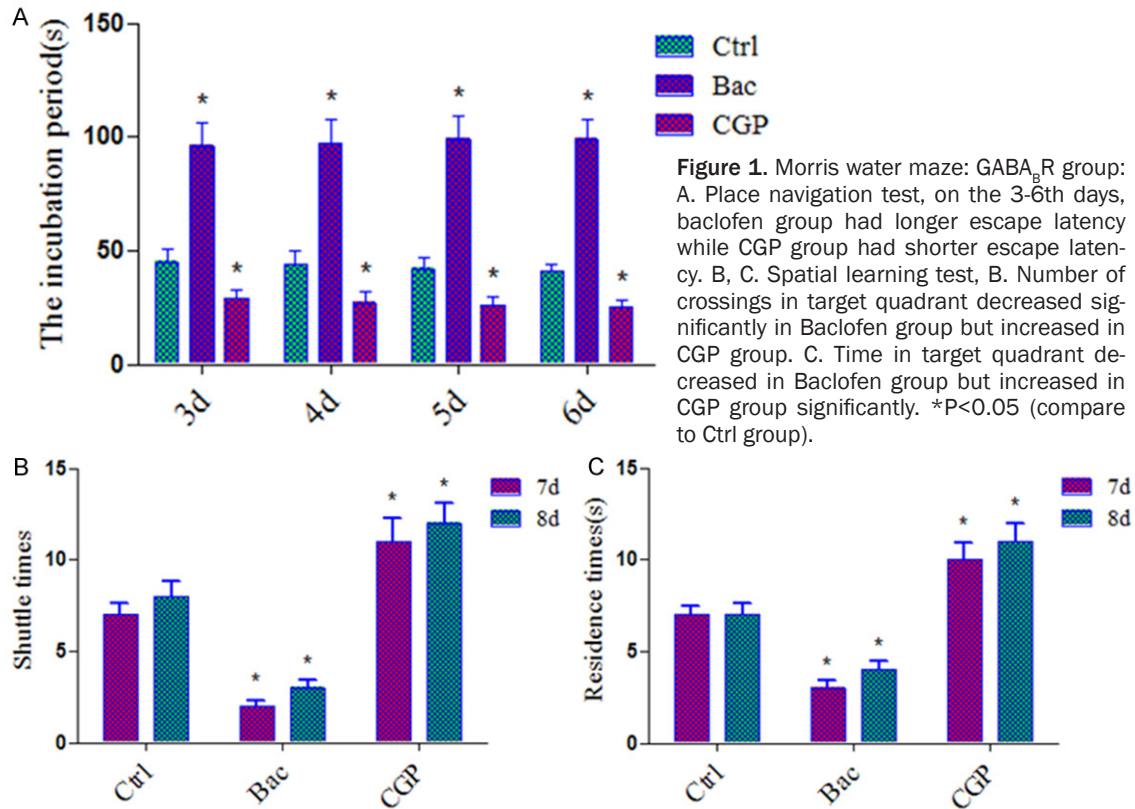 A
The incubation period(s)
150
100
50
0
* * * *
* * * *
3d 4d 5d 6d
Ctrl
Bac
CGP
Figure 1. Morris water maze: GABA_BR group:
A. Place navigation test, on the 3-6th days,
baclofen group had longer escape latency
while CGP group had shorter escape laten-
cy. B, C. Spatial learning test, B. Number of
crossings in target quadrant decreased sig-
nificantly in Baclofen group but increased in
CGP group. C. Time in target quadrant de-
creased in Baclofen group but increased in
CGP group significantly. *P<0.05 (compare
to Ctrl group).
B
Shuttle times
15
10
5
0
* * * *
Ctrl Bac CGP
7d
8d
C
Residence times(s)
15
10
5
0
* * * *
Ctrl Bac CGP
7d
8d